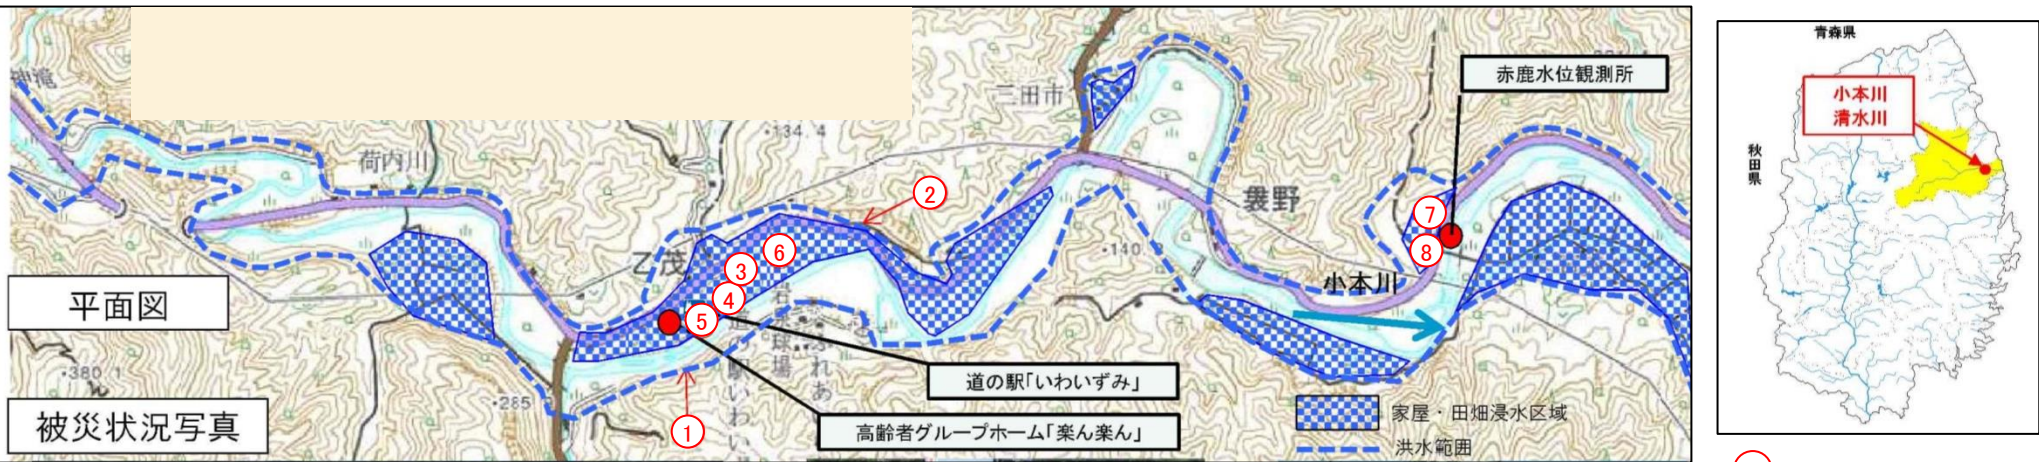 神滝
荷内川
・134.4
三田市
赤鹿水位観測所
②
袰野
⑦
⑧
⑥
乙茂
③
④
⑤
・140
小本川
平面図
道の駅「いわいずみ」
・380.1
・285
①
被災状況写真
高齢者グループホーム「楽ん楽ん」
家屋・田畑浸水区域
洪水範囲
青森県
小本川
清水川
秋田県